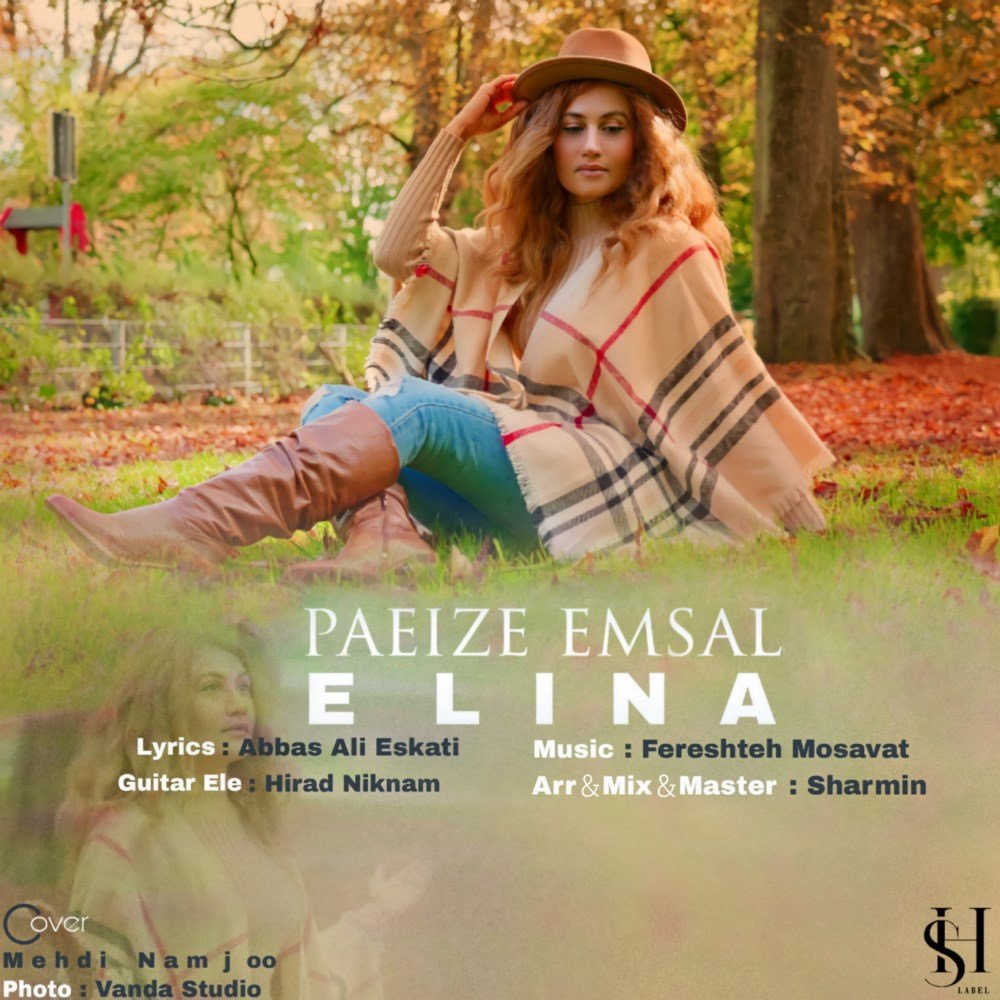 PAEIZE EMSAL
ELINA
Lyrics : Abbas Ali Eskati
Music : Fereshteh Mosavat
Guitar Ele : Hirad Niknam
Arr&Mix&Master : Sharmin
Cover
Mehdi Namjoo
Photo : Vanda Studio
SH
LABEL